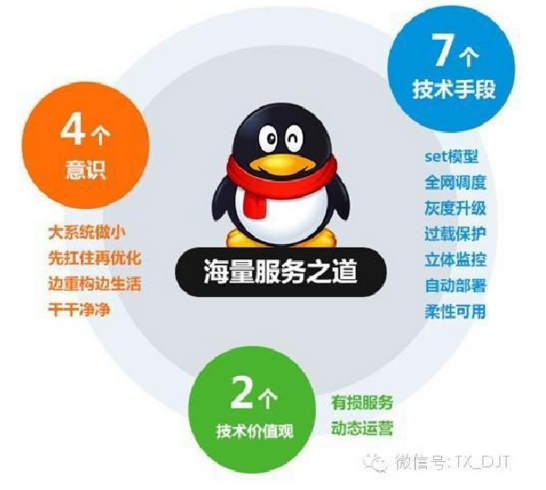 7个
技术手段
set模型
全网调度
灰度升级
过载保护
立体监控
自动部署
柔性可用
4个
意识
大系统做小
先扛住再优化
边重构边生活
干干净净
海量服务之道
2个
技术价值观
有损服务
动态运营
微信号: TX_DJT